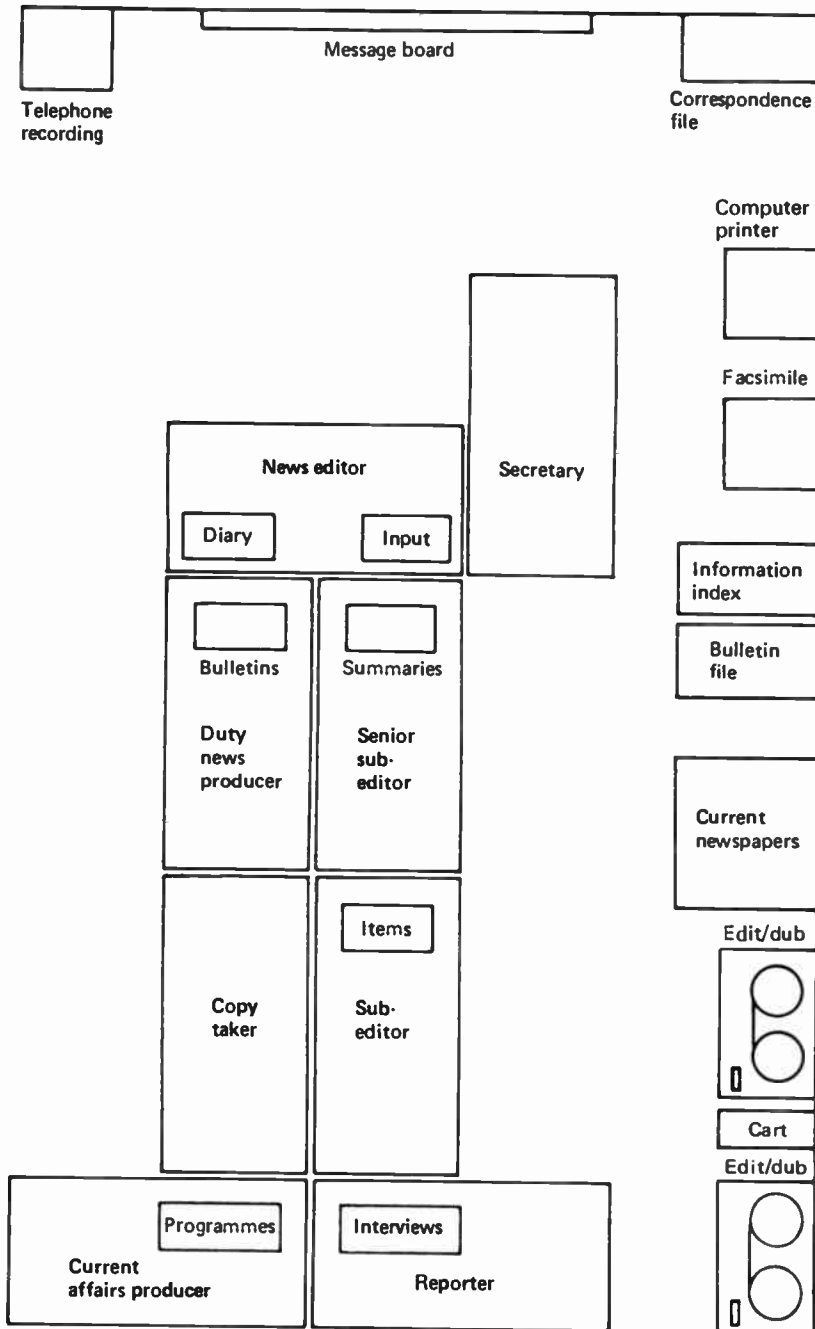 Message board
Telephone
recording
Correspondence
file
Computer
printer
Facsimile
News editor
Secretary
Diary
Input
Information
index
Bulletins
Summaries
Bulletin
file
Duty
news
producer
Senior
sub-
editor
Current
newspapers
Items
Edit/dub
Copy
taker
Sub-
editor
Cart
Edit/dub
Programmes
Interviews
Current
affairs producer
Reporter